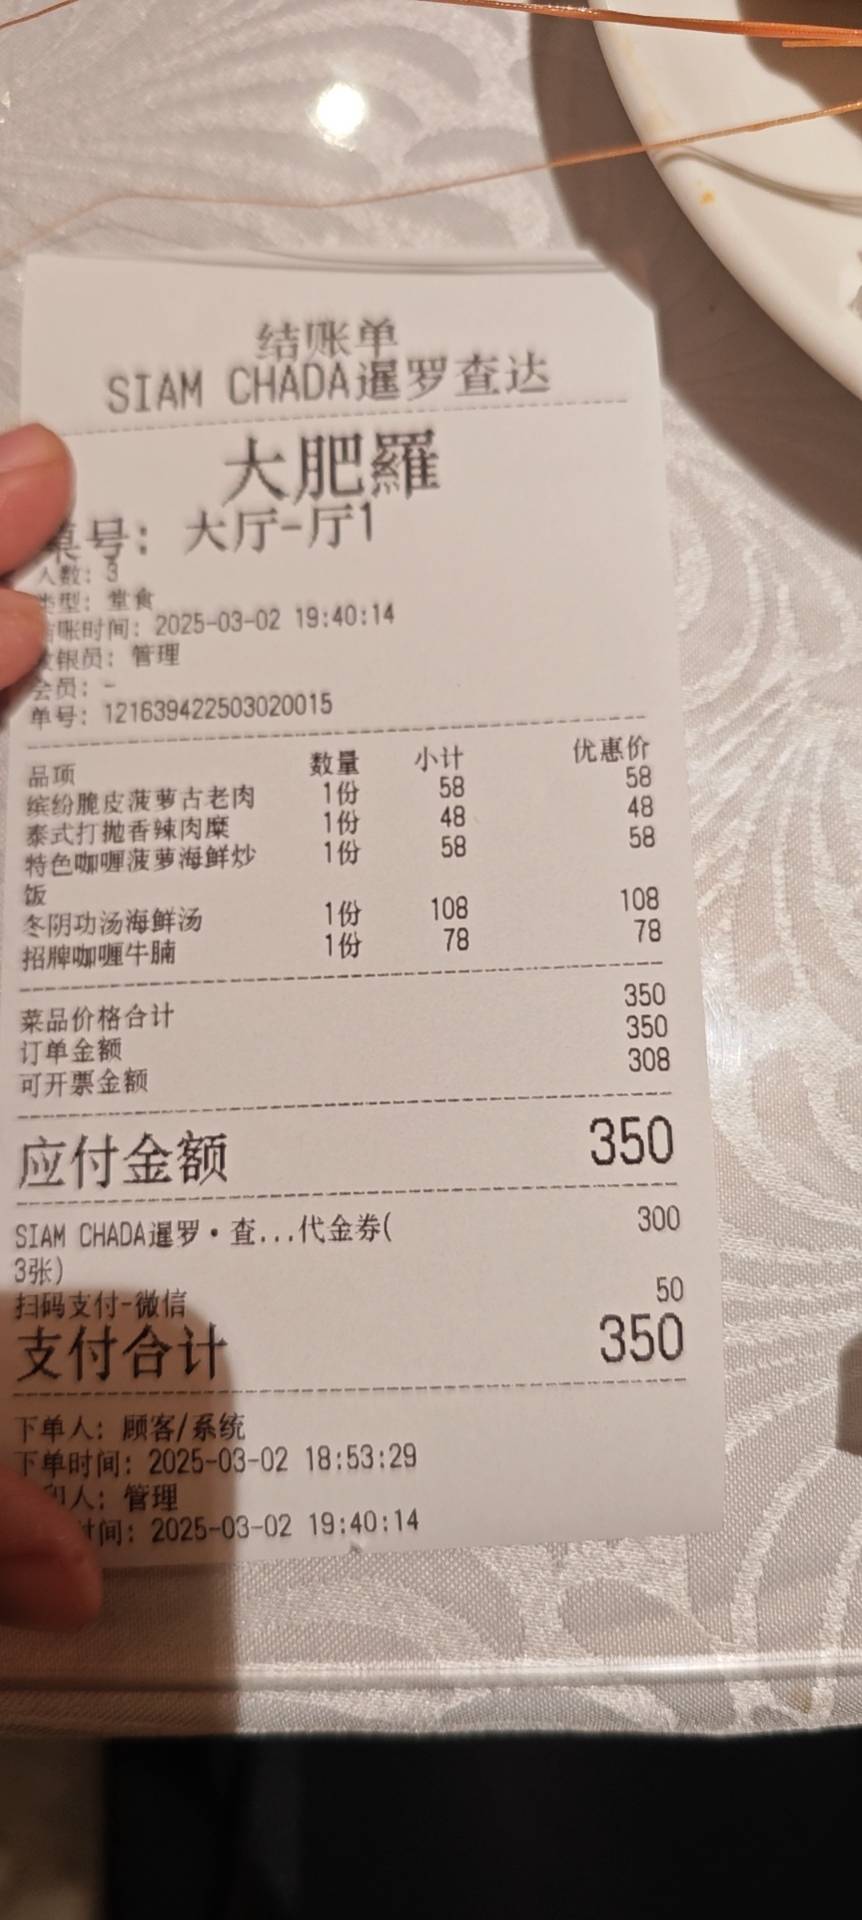 结账单
SIAM CHADA暹罗查达
大肥羅
桌号: 大厅-厅1
人数: 3
类型: 堂食
结账时间: 2025-03-02 19:40:14
收银员: 管理
会员: -
单号: 121639422503020015
品项 数量 小计 优惠价
缤纷脆皮菠萝古老肉 1份 58 58
泰式打抛香辣肉糜 1份 48 48
特色咖喱菠萝海鲜炒 1份 58 58
饭
冬阴功汤海鲜汤 1份 108 108
招牌咖喱牛腩 1份 78 78
菜品价格合计 350
订单金额 350
可开票金额 308
应付金额 350
SIAM CHADA暹罗·查...代金券( 300
3张)
扫码支付-微信 50
支付合计 350
下单人: 顾客/系统
下单时间: 2025-03-02 18:53:29
印人: 管理
时间: 2025-03-02 19:40:14